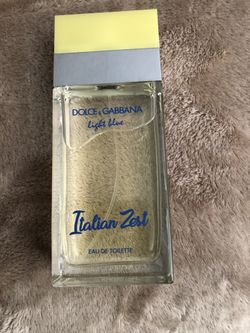 DOLCE & GABBANA
light blue
Italian Zest
EAU DE TOILETTE